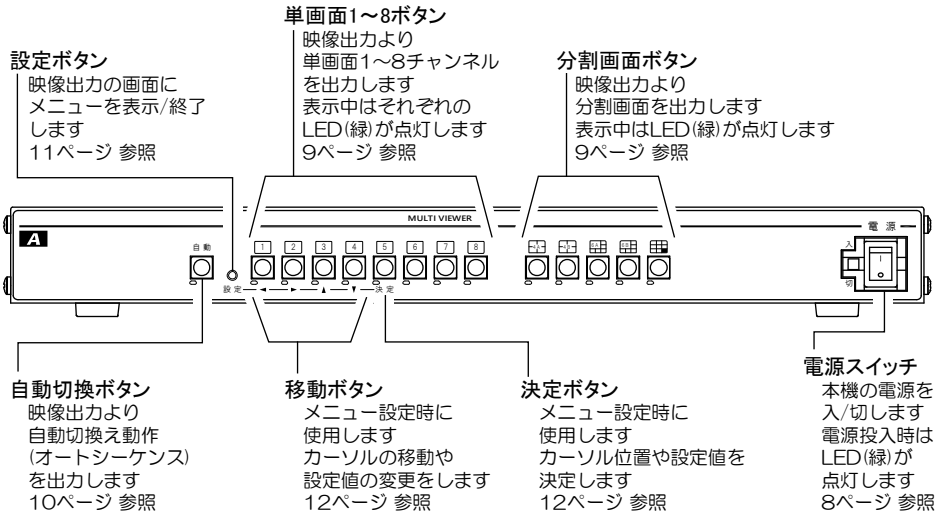 単画面1～8ボタン
映像出力より
単画面1～8チャンネル
を出力します
表示中はそれぞれの
LED(緑)が点灯します
9ページ 参照
設定ボタン
映像出力の画面に
メニューを表示/終了
します
11ページ 参照
分割画面ボタン
映像出力より
分割画面を出力します
表示中はLED(緑)が点灯します
9ページ 参照
MULTI VIEWER
A
自動
1 2 3 4 5 6 7 8
電源
入
切
設定 ◄ ► ▲ ▼ 決定
自動切換ボタン
映像出力より
自動切換え動作
(オートシーケンス)
を出力します
10ページ 参照
移動ボタン
メニュー設定時に
使用します
カーソルの移動や
設定値の変更をします
12ページ 参照
決定ボタン
メニュー設定時に
使用します
カーソル位置や設定値を
決定します
12ページ 参照
電源スイッチ
本機の電源を
入/切します
電源投入時は
LED(緑)が
点灯します
8ページ 参照